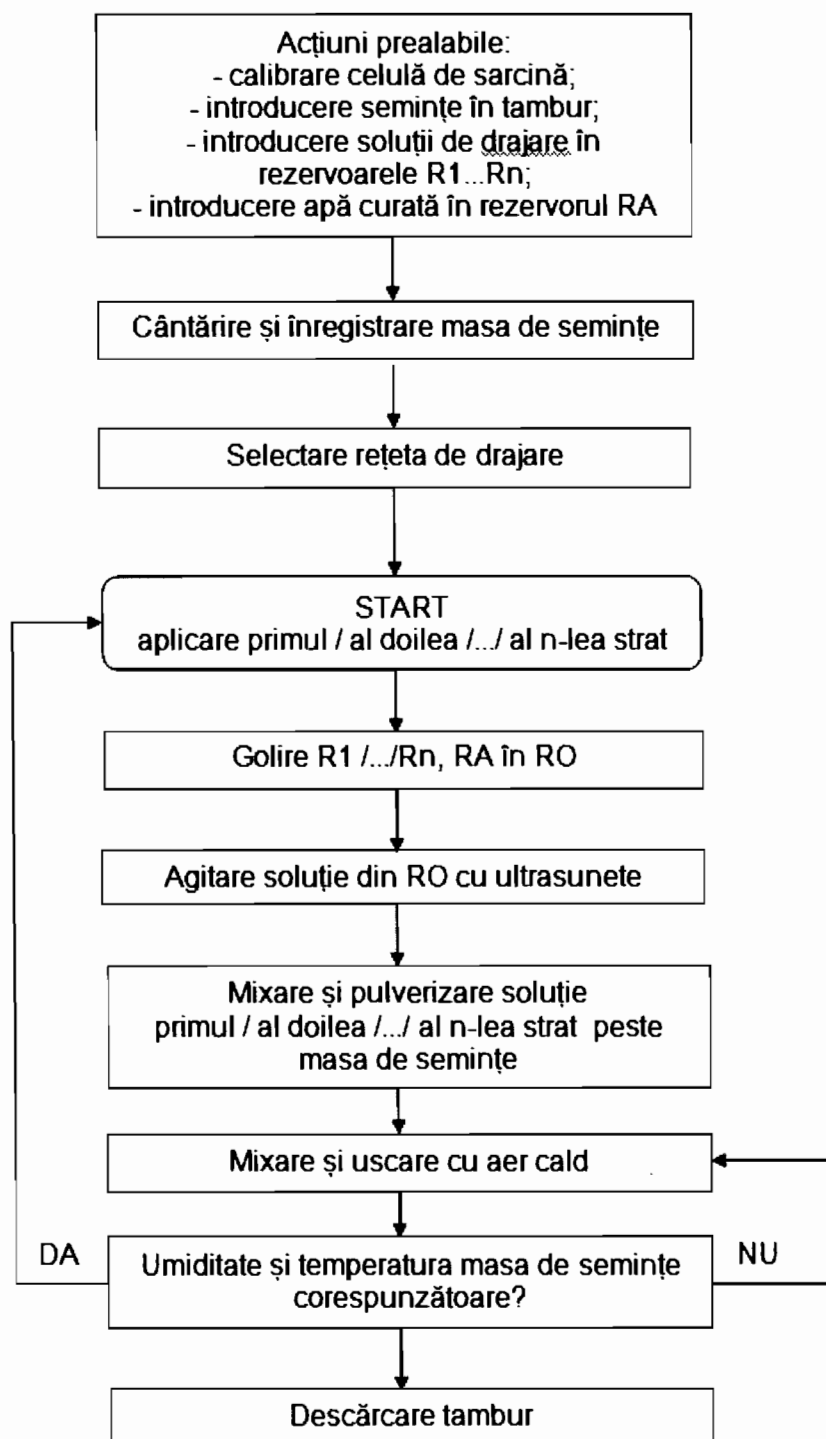 Acțiuni prealabile:
- calibrare celulă de sarcină;
- introducere semințe în tambur;
- introducere soluții de drajare în
rezervoarele R1...Rn;
- introducere apă curată în rezervorul RA
Cântărire și înregistrare masa de semințe
Selectare rețeta de drajare
START
aplicare primul / al doilea /.../ al n-lea strat
Golire R1 /.../Rn, RA în RO
Agitare soluție din RO cu ultrasunete
Mixare și pulverizare soluție
primul / al doilea /.../ al n-lea strat peste
masa de semințe
Mixare și uscare cu aer cald
DA
Umiditate și temperatura masa de semințe
corespunzătoare?
NU
Descărcare tambur